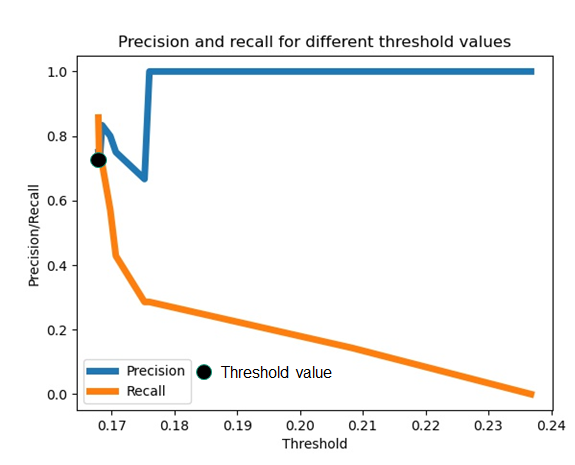 Precision and recall for different threshold values
1.0
0.8
0.6
0.4
0.2
0.0
Precision/Recall
Precision
Recall
Threshold value
0.17 0.18 0.19 0.20 0.21 0.22 0.23 0.24
Threshold